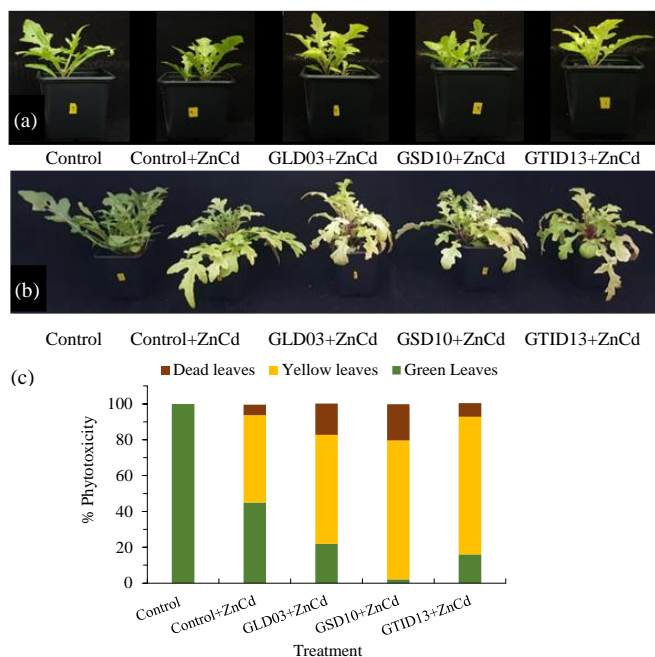 (a)
Control Control+ZnCd GLD03+ZnCd GSD10+ZnCd GTID13+ZnCd
(b)
Control Control+ZnCd GLD03+ZnCd GSD10+ZnCd GTID13+ZnCd
(c)
Dead leaves Yellow leaves Green Leaves
% Phytotoxicity
100
80
60
40
20
0
Control Control+ZnCd GLD03+ZnCd GSD10+ZnCd GTID13+ZnCd
Treatment